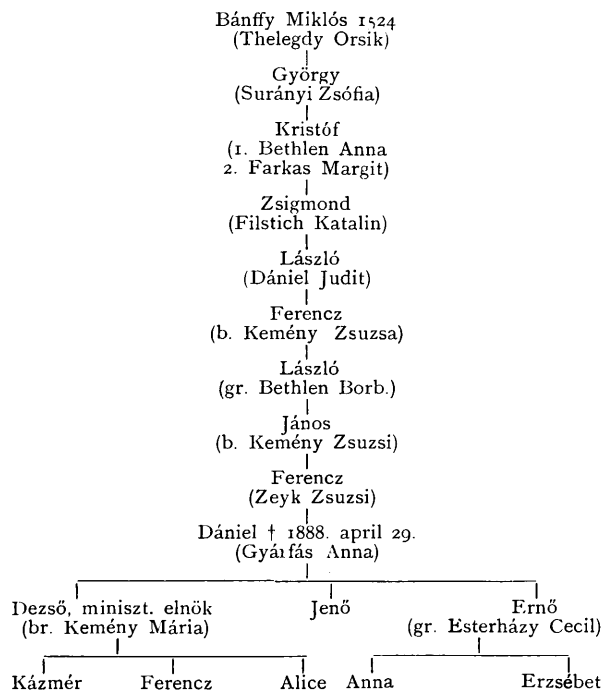 Bánffy Miklós 1524
(Thelegdy Orsik)
György
(Surányi Zsófia)
Kristóf
(1. Bethlen Anna
2. Farkas Margit)
Zsigmond
(Filstich Katalin)
László
(Dániel Judit)
Ferencz
(b. Kemény Zsuzsa)
László
(gr. Bethlen Borb.)
János
(b. Kemény Zsuzsi)
Ferencz
(Zeyk Zsuzsi)
Dániel † 1888. april 29.
(Gyárfás Anna)
Dezső, miniszt. elnök Jenő Ernő
(br. Kemény Mária) (gr. Esterházy Cecil)
Kázmér Ferencz Alice Anna Erzsébet